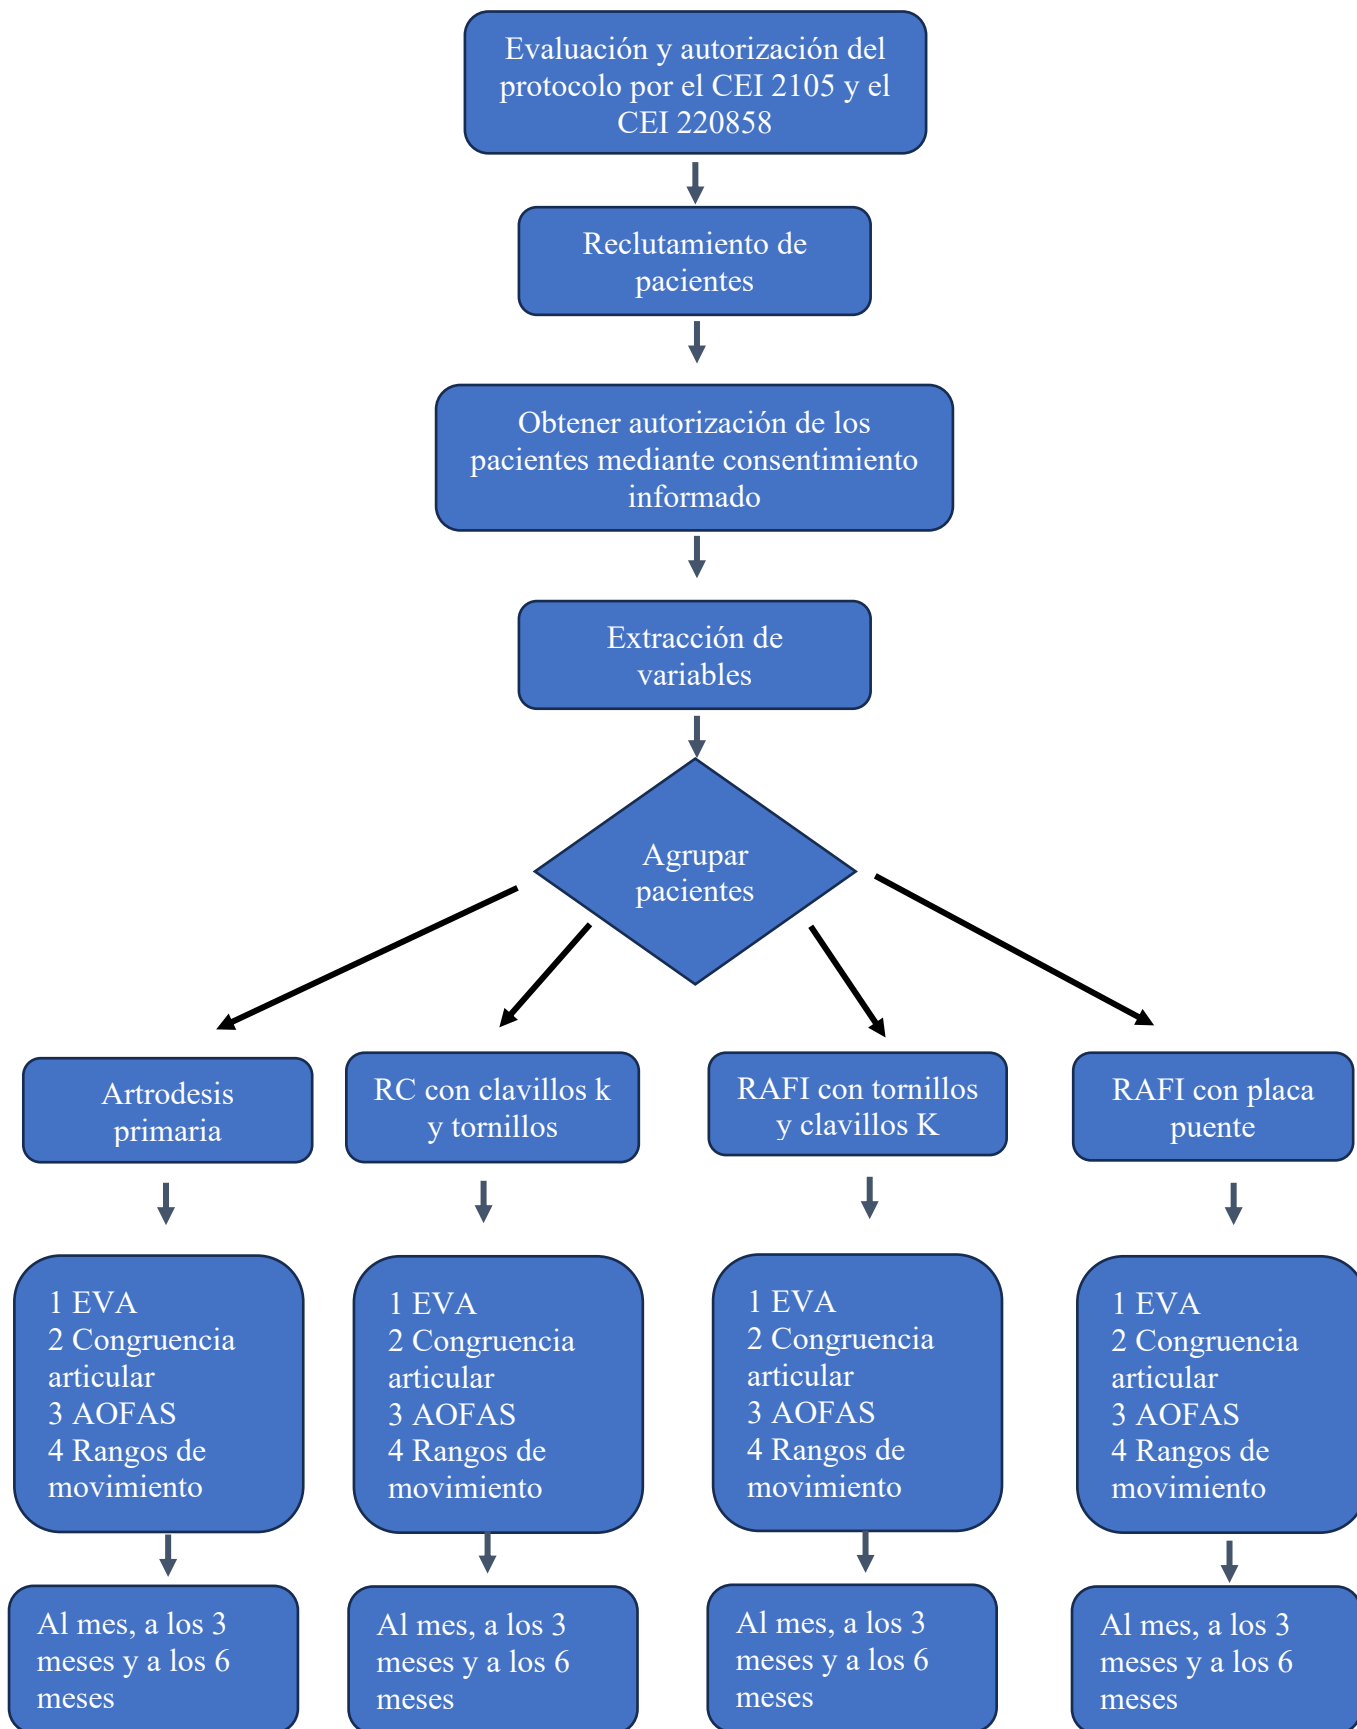 Evaluación y autorización del
protocolo por el CEI 2105 y el
CEI 220858
Reclutamiento de
pacientes
Obtener autorización de los
pacientes mediante consentimiento
informado
Extracción de
variables
Agrupar
pacientes
Artrodesis
primaria
RC con clavillos k
y tornillos
RAFI con tornillos
y clavillos K
RAFI con placa
puente
1 EVA
2 Congruencia
articular
3 AOFAS
4 Rangos de
movimiento
1 EVA
2 Congruencia
articular
3 AOFAS
4 Rangos de
movimiento
1 EVA
2 Congruencia
articular
3 AOFAS
4 Rangos de
movimiento
1 EVA
2 Congruencia
articular
3 AOFAS
4 Rangos de
movimiento
Al mes, a los 3
meses y a los 6
meses
Al mes, a los 3
meses y a los 6
meses
Al mes, a los 3
meses y a los 6
meses
Al mes, a los 3
meses y a los 6
meses